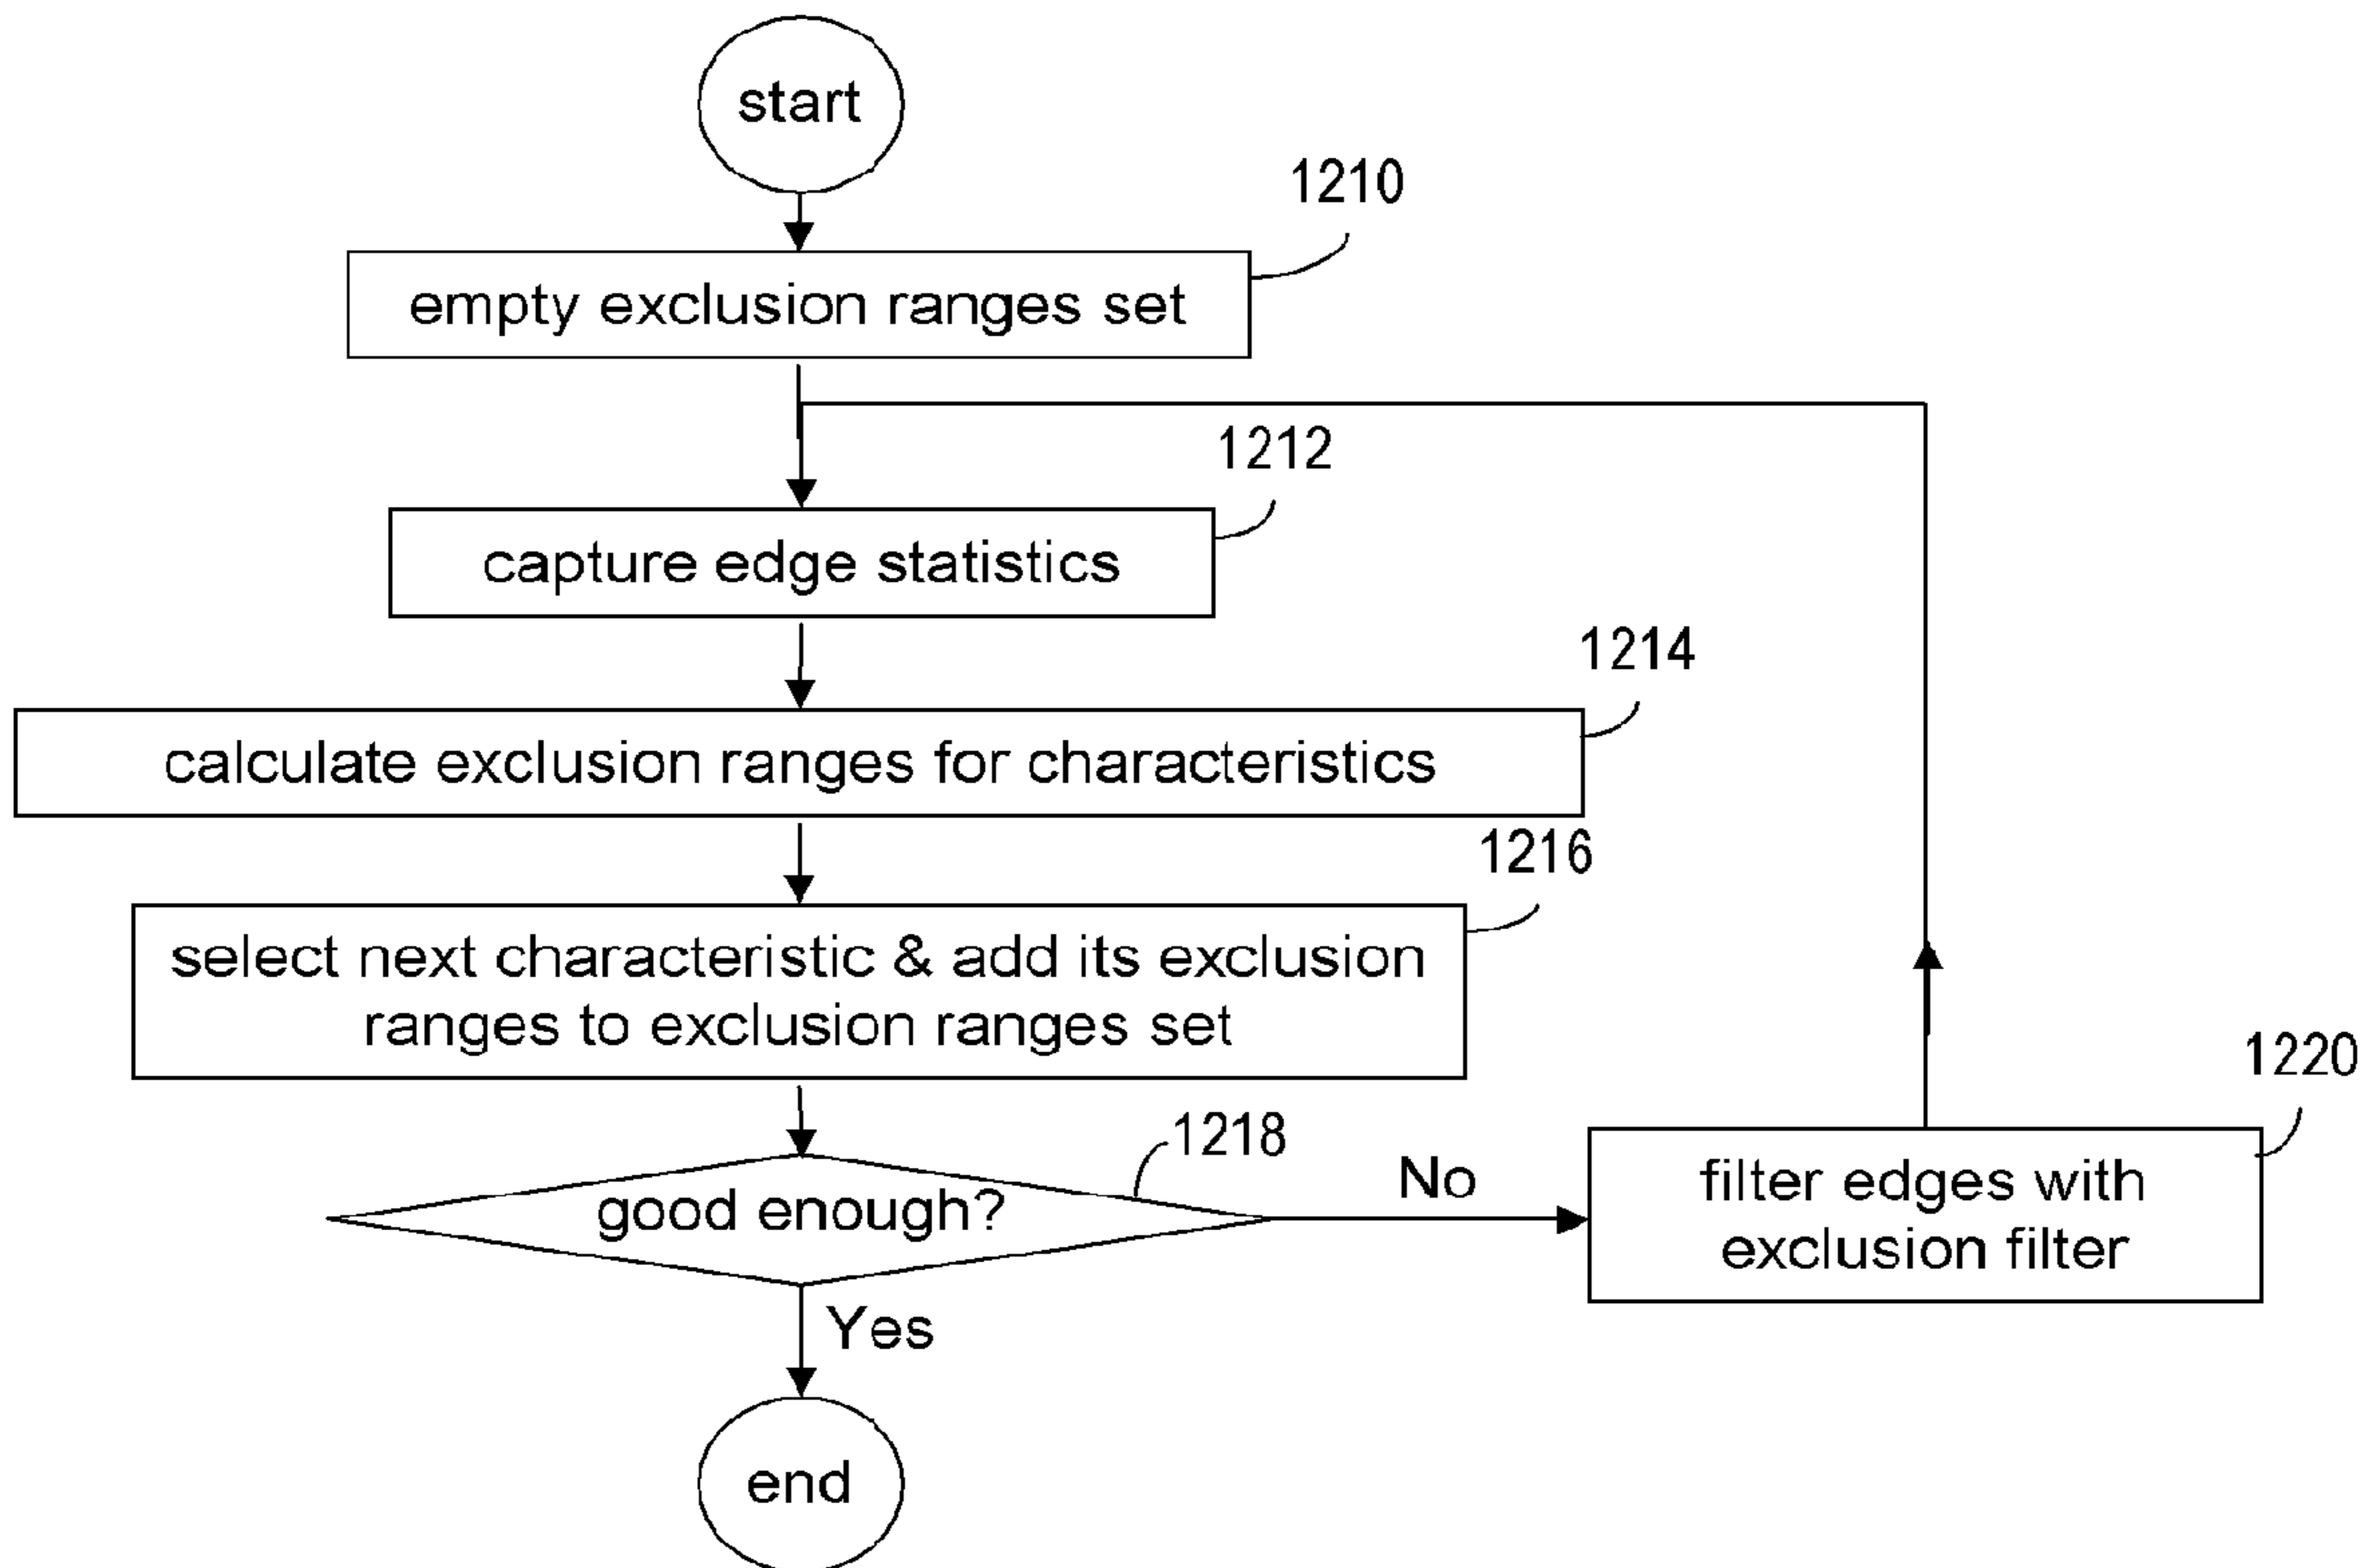 start
1210
empty exclusion ranges set
1212
capture edge statistics
1214
calculate exclusion ranges for characteristics
1216
select next characteristic & add its exclusion
ranges to exclusion ranges set
1218
good enough?
No
1220
filter edges with
exclusion filter
Yes
end